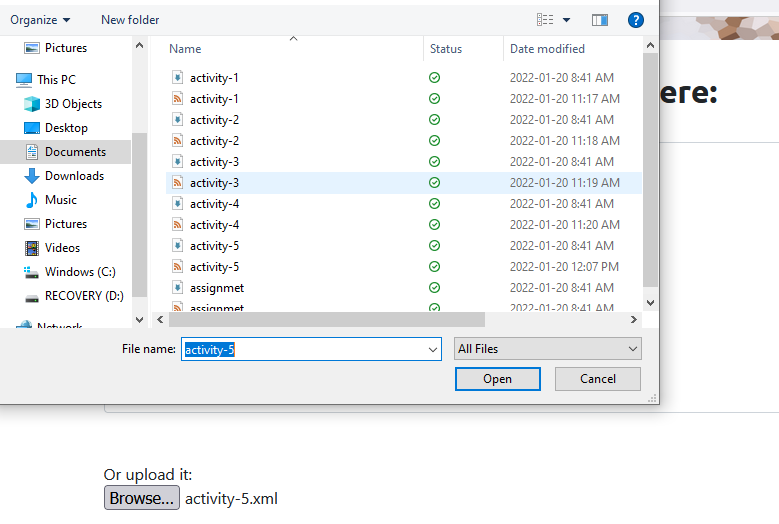 Organize New folder
ere:
Name Status Date modified
Pictures
This PC
3D Objects
Desktop
Documents
Downloads
Music
Pictures
Videos
Windows (C:)
RECOVERY (D:)
Network
activity-1 2022-01-20 8:41 AM
activity-1 2022-01-20 11:17 AM
activity-2 2022-01-20 8:41 AM
activity-2 2022-01-20 11:18 AM
activity-3 2022-01-20 8:41 AM
activity-3 2022-01-20 11:19 AM
activity-4 2022-01-20 8:41 AM
activity-4 2022-01-20 11:20 AM
activity-5 2022-01-20 8:41 AM
activity-5 2022-01-20 12:07 PM
assignmet 2022-01-20 8:41 AM
assignmet 2022-01-20 8:41 AM
File name: activity-5 All Files
Open Cancel
Or upload it:
Browse... activity-5.xml